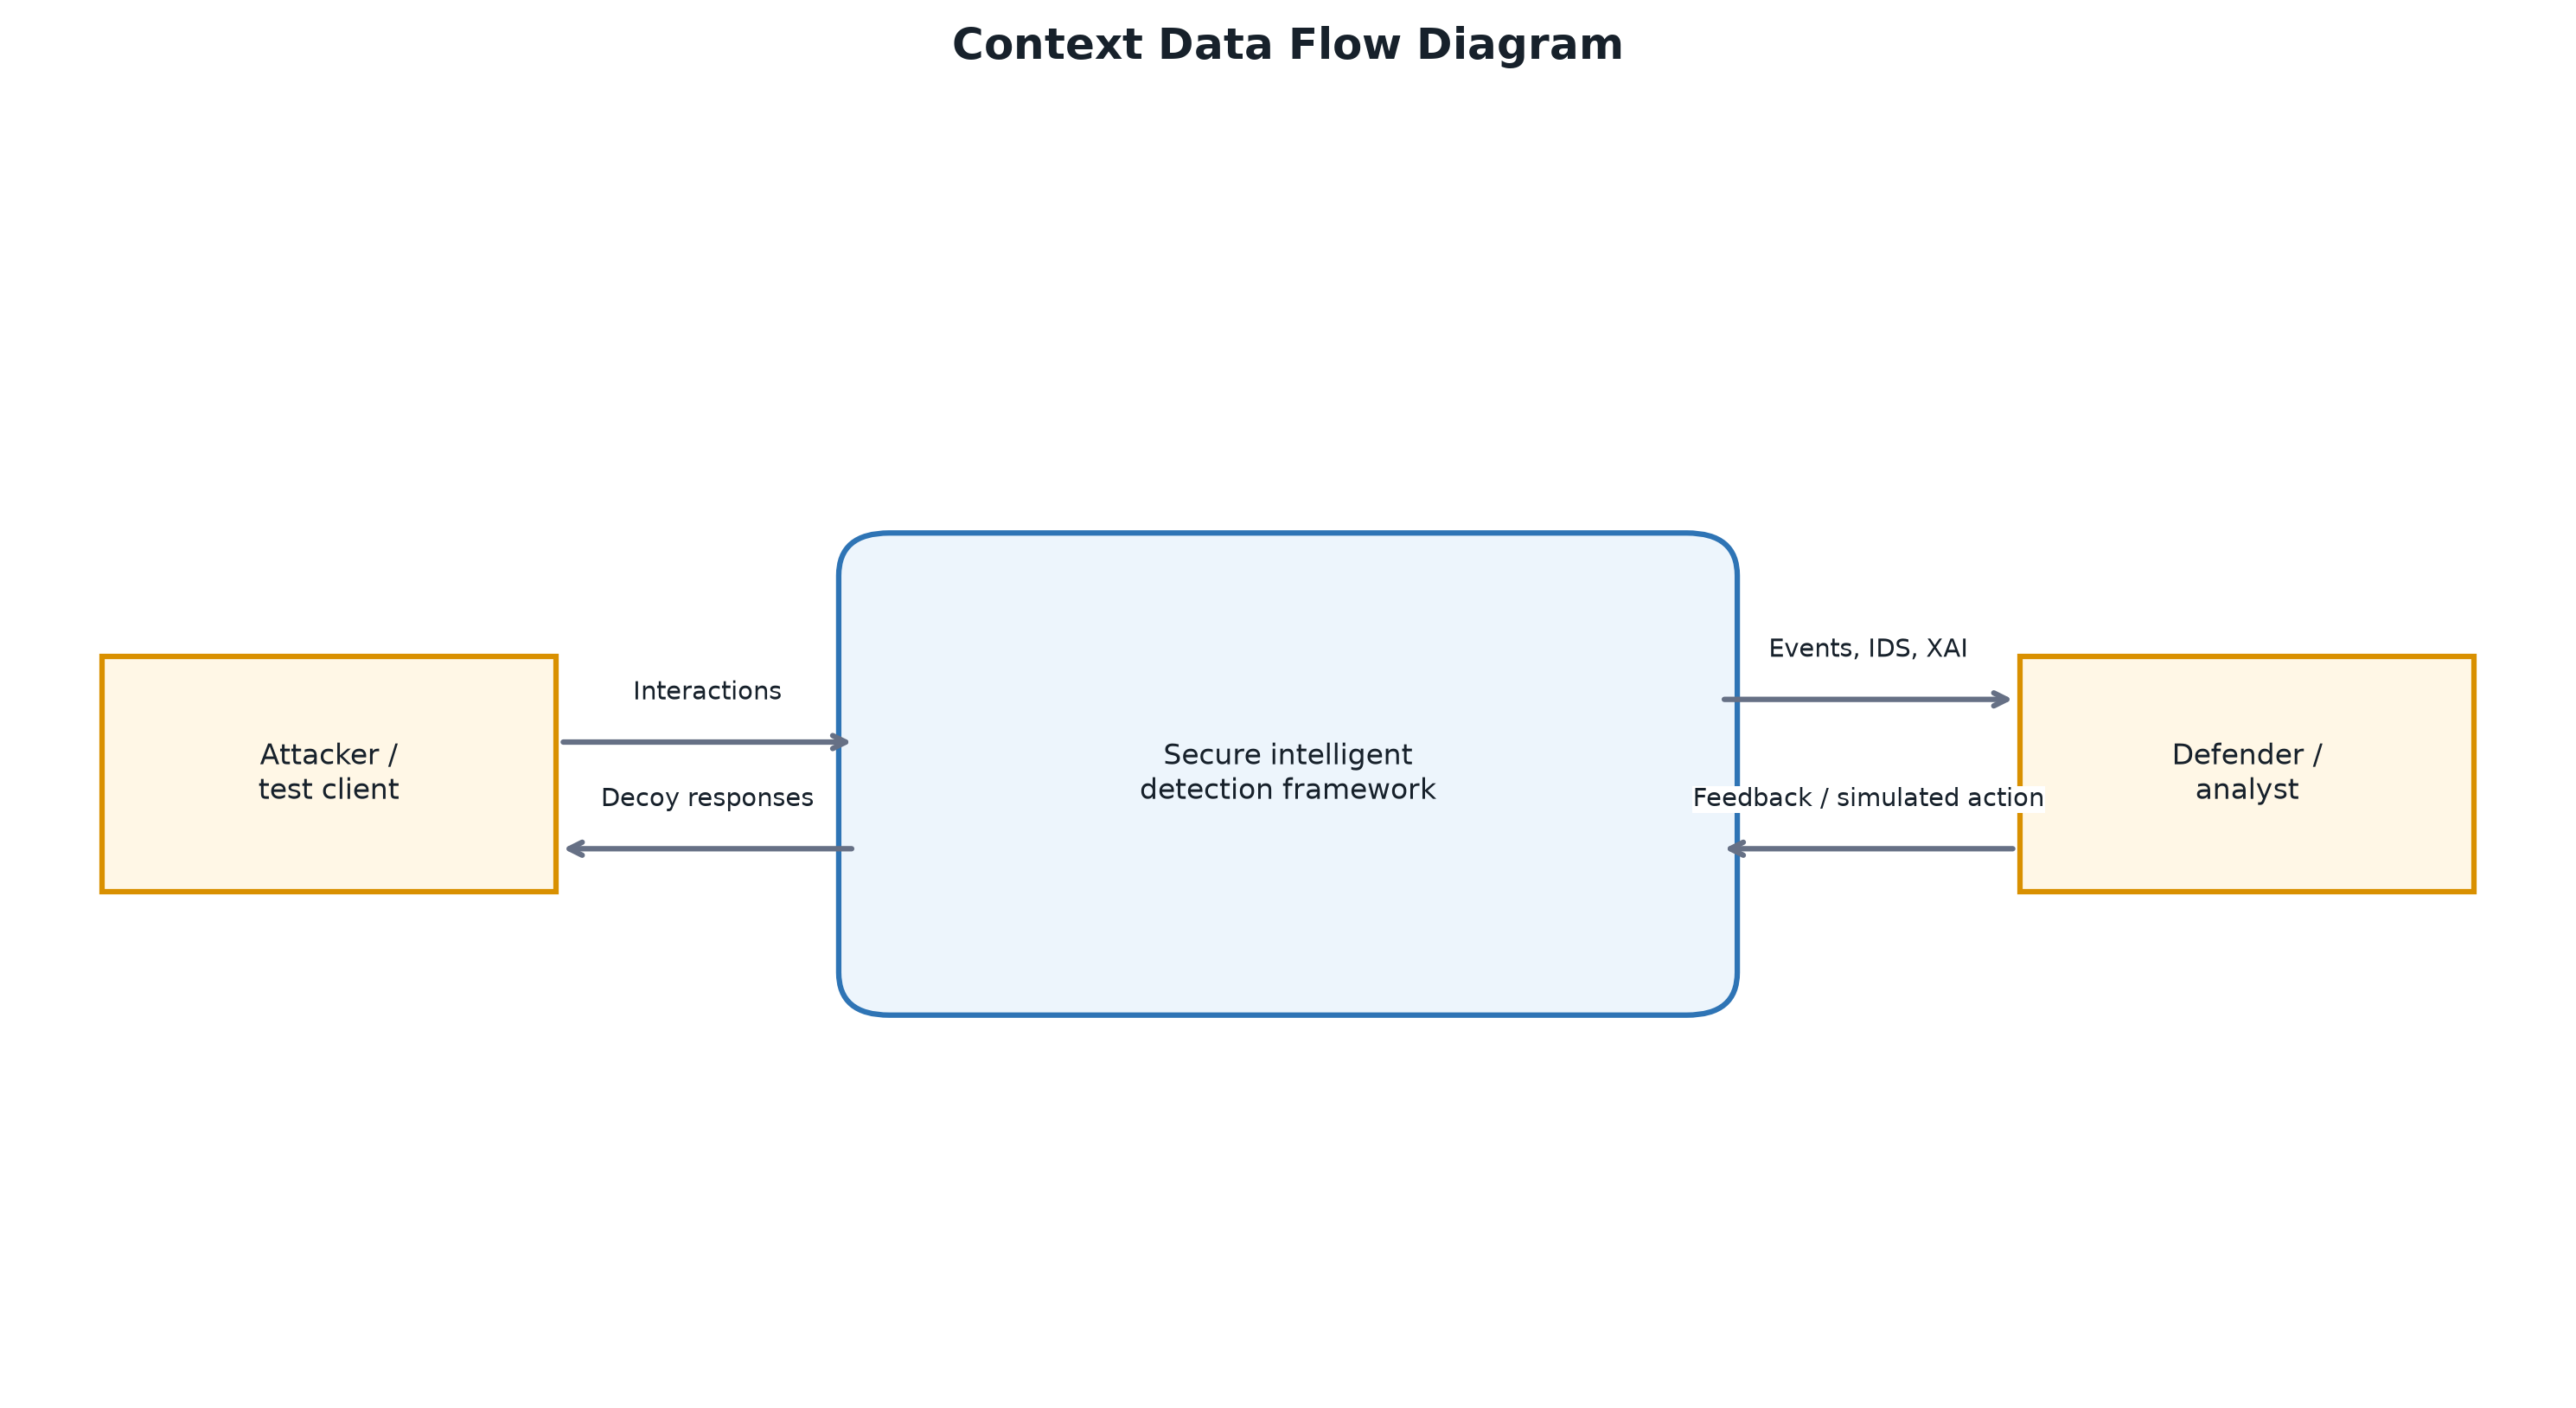 Context Data Flow Diagram
Attacker /
test client
Interactions
Decoy responses
Secure intelligent
detection framework
Events, IDS, XAI
Feedback / simulated action
Defender /
analyst